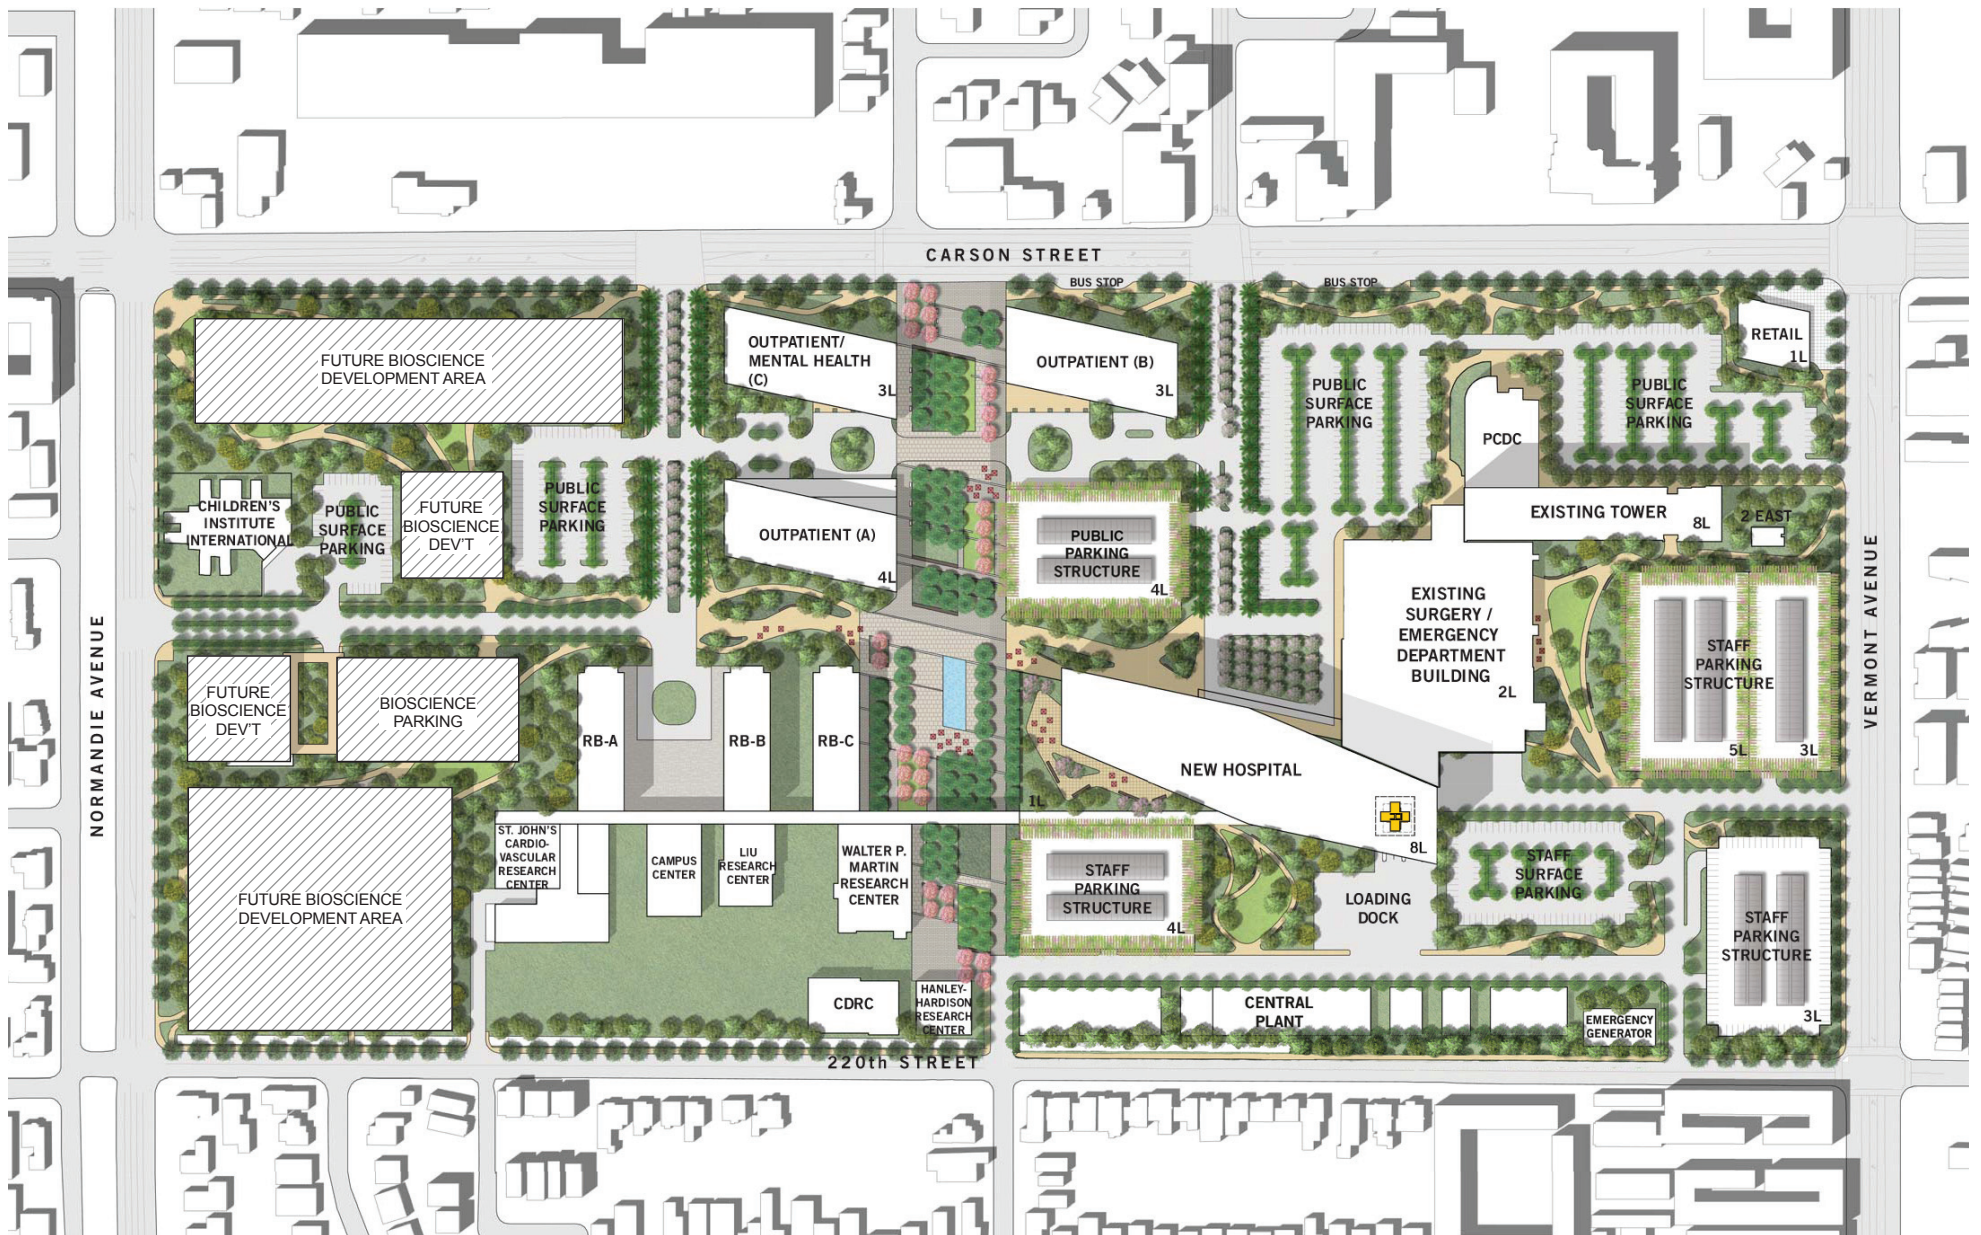 CARSON STREET
BUS STOP
BUS STOP
FUTURE BIOSCIENCE
DEVELOPMENT AREA
OUTPATIENT/
MENTAL HEALTH
(C)
3L
OUTPATIENT (B)
3L
PUBLIC
SURFACE
PARKING
PCDC
PUBLIC
SURFACE
PARKING
RETAIL
1L
CHILDREN'S
INSTITUTE
INTERNATIONAL
PUBLIC
SURFACE
PARKING
FUTURE
BIOSCIENCE
DEV'T
PUBLIC
SURFACE
PARKING
OUTPATIENT (A)
4L
PUBLIC
PARKING
STRUCTURE
4L
EXISTING TOWER
8L
2 EAST
EXISTING
SURGERY /
EMERGENCY
DEPARTMENT
BUILDING
2L
STAFF
PARKING
STRUCTURE
5L
3L
NORMANDIE AVENUE
VERMONT AVENUE
FUTURE
BIOSCIENCE
DEV'T
BIOSCIENCE
PARKING
RB-A
RB-B
RB-C
NEW HOSPITAL
H
8L
1L
FUTURE BIOSCIENCE
DEVELOPMENT AREA
ST. JOHN'S
CARDIO-
VASCULAR
RESEARCH
CENTER
CAMPUS
CENTER
LIU
RESEARCH
CENTER
WALTER P.
MARTIN
RESEARCH
CENTER
STAFF
PARKING
STRUCTURE
4L
LOADING
DOCK
STAFF
SURFACE
PARKING
STAFF
PARKING
STRUCTURE
3L
CDRC
HANLEY-
HARDISON
RESEARCH
CENTER
CENTRAL
PLANT
EMERGENCY
GENERATOR
220th STREET